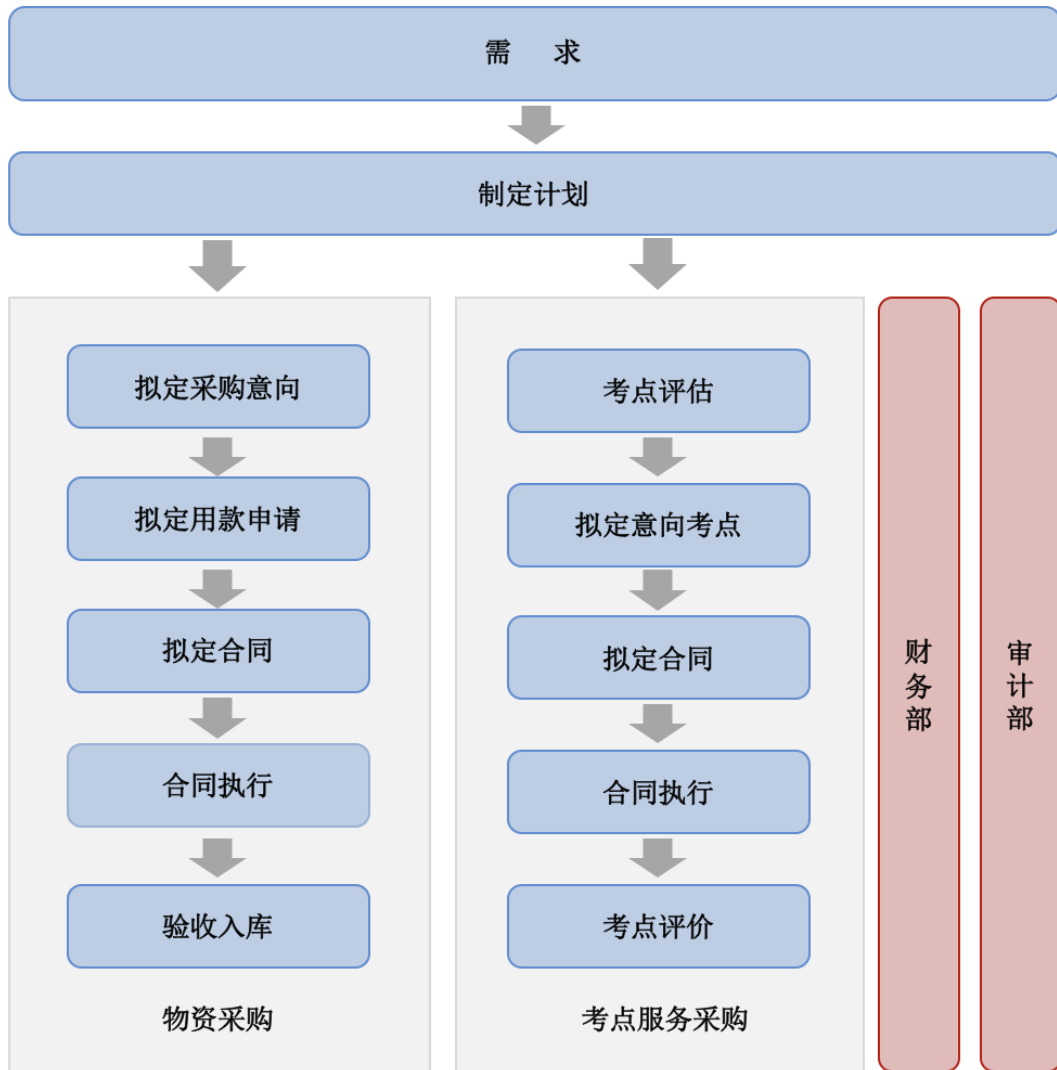 需 求
制定计划
拟定采购意向
拟定用款申请
拟定合同
合同执行
验收入库
物资采购
考点评估
拟定意向考点
拟定合同
合同执行
考点评价
考点服务采购
财务部
审计部